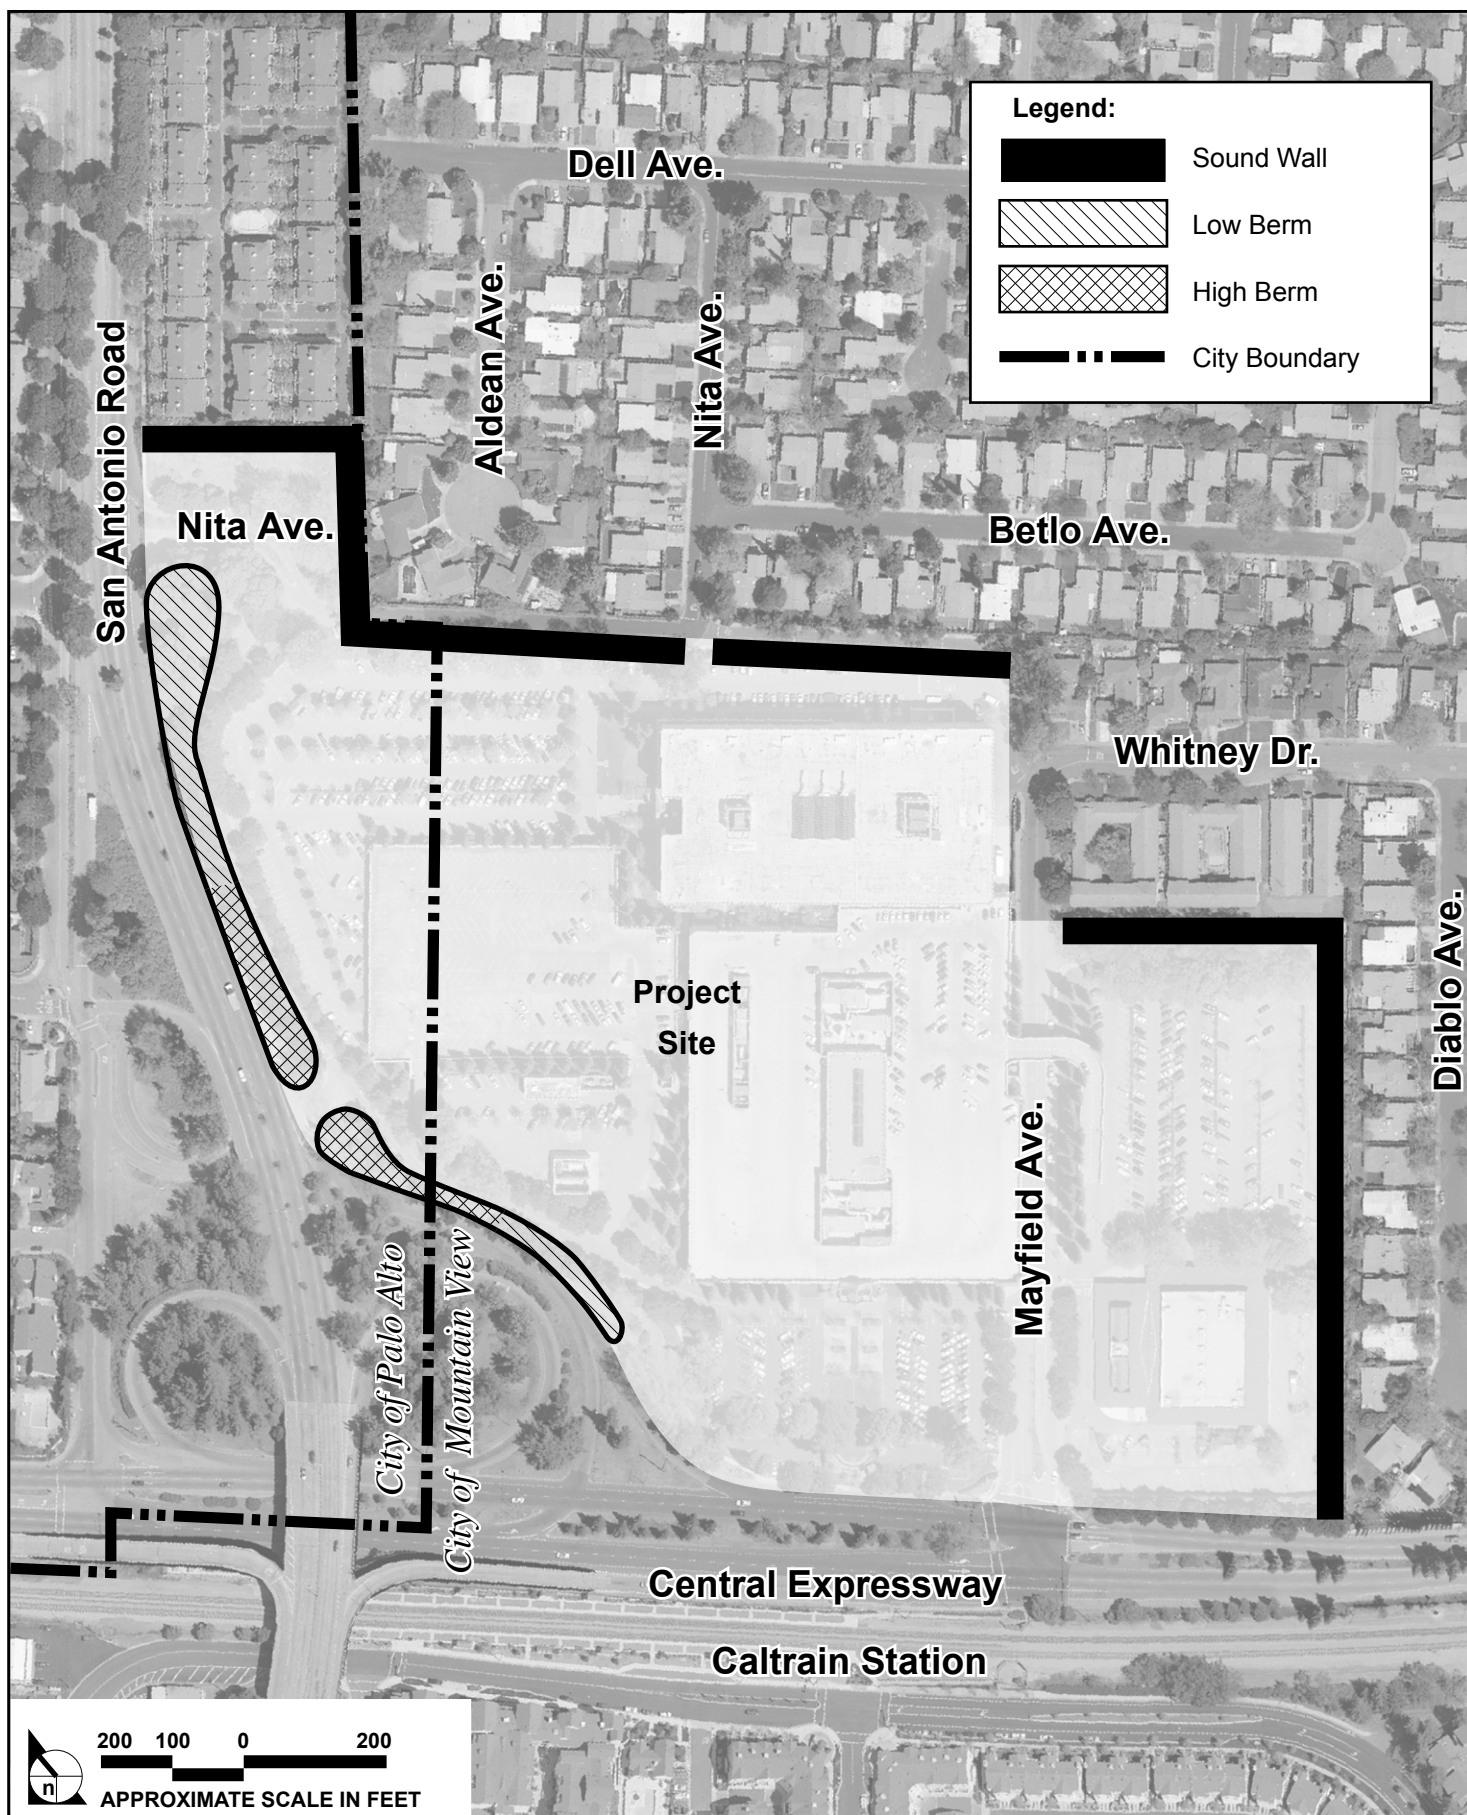 Legend:
Sound Wall
Low Berm
High Berm
City Boundary
Dell Ave.
Aldean Ave.
Nita Ave.
San Antonio Road
Nita Ave.
Betlo Ave.
Whitney Dr.
Diablo Ave.
Project
Site
Mayfield Ave.
City of Palo Alto
City of Mountain View
Central Expressway
Caltrain Station
n
200 100 0 200
APPROXIMATE SCALE IN FEET